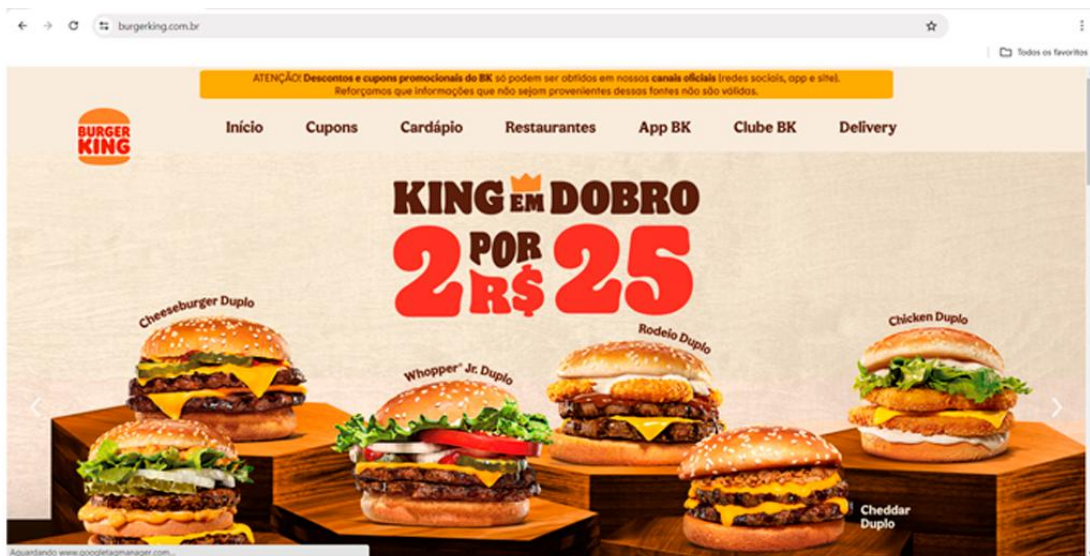 burgerking.com.br
Todos os favoritos
ATENÇÃO! Descontos e cupons promocionais do BK só podem ser obtidos em nossos canais oficiais (redes sociais, app e site).
Reforçamos que informações que não sejam provenientes dessas fontes não são válidas.
BURGER
KING
Início Cupons Cardápio Restaurantes App BK Clube BK Delivery
KING EM DOBRO
2 POR R$ 25
Cheeseburger Duplo
Whopper® Jr. Duplo
Rodeio Duplo
Chicken Duplo
Cheddar
Duplo
Aguardando www.googletagmanager.com...